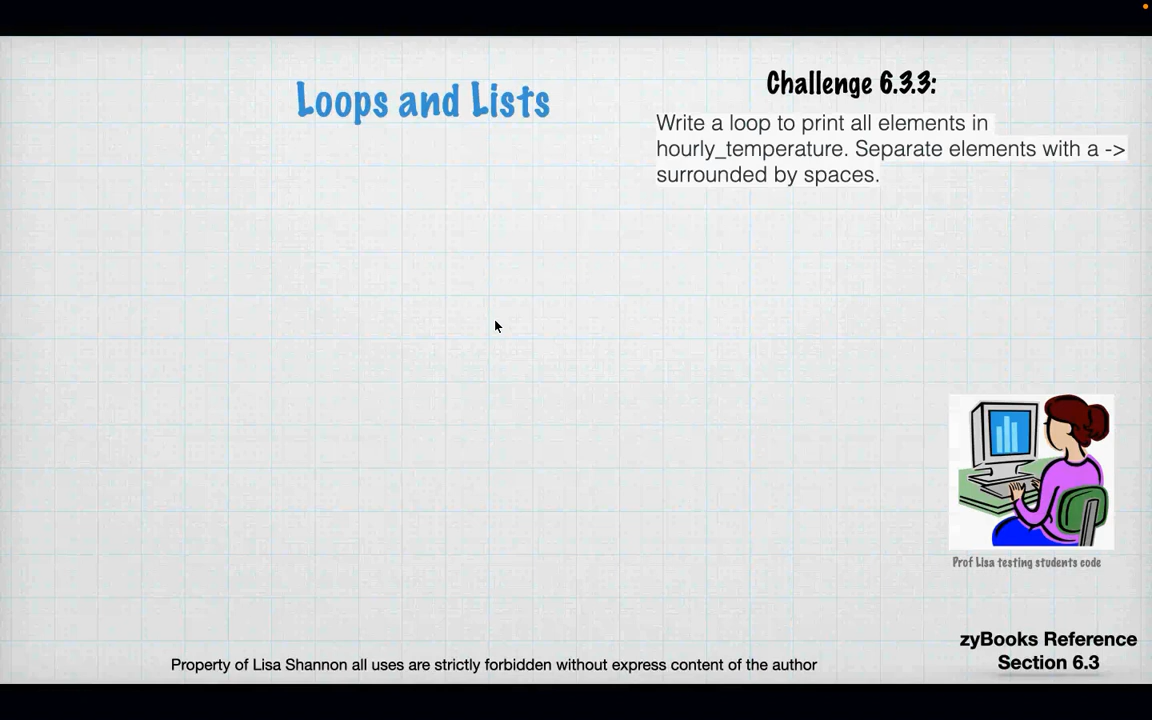 Loops and Lists
Challenge 6.3.3:
Write a loop to print all elements in
hourly_temperature. Separate elements with a ->
surrounded by spaces.
Prof Lisa testing students code
zyBooks Reference
Section 6.3
Property of Lisa Shannon all uses are strictly forbidden without express content of the author